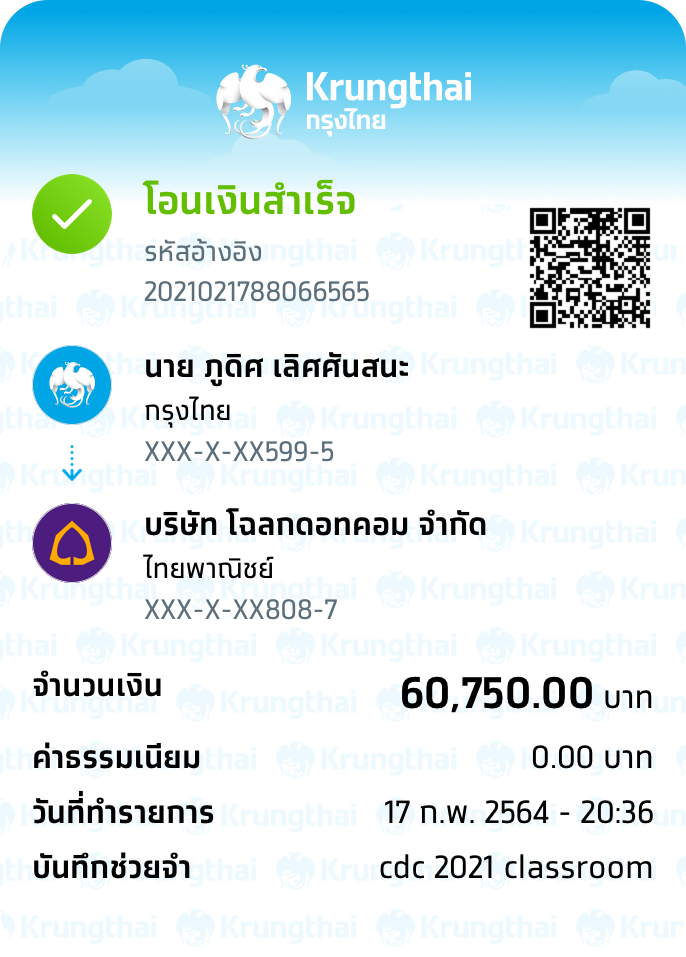 Krungthai
กรุงไทย
โอนเงินสำเร็จ
รหัสอ้างอิง
2021021788066565
นาย ภูดิศ เลิศศันสนะ
กรุงไทย
XXX-X-XX599-5
บริษัท โฉลกดอทคอม จำกัด
ไทยพาณิชย์
XXX-X-XX808-7
จำนวนเงิน 60,750.00 บาท
ค่าธรรมเนียม 0.00 บาท
วันที่ทำรายการ 17 ก.พ. 2564 - 20:36
บันทึกช่วยจำ cdc 2021 classroom